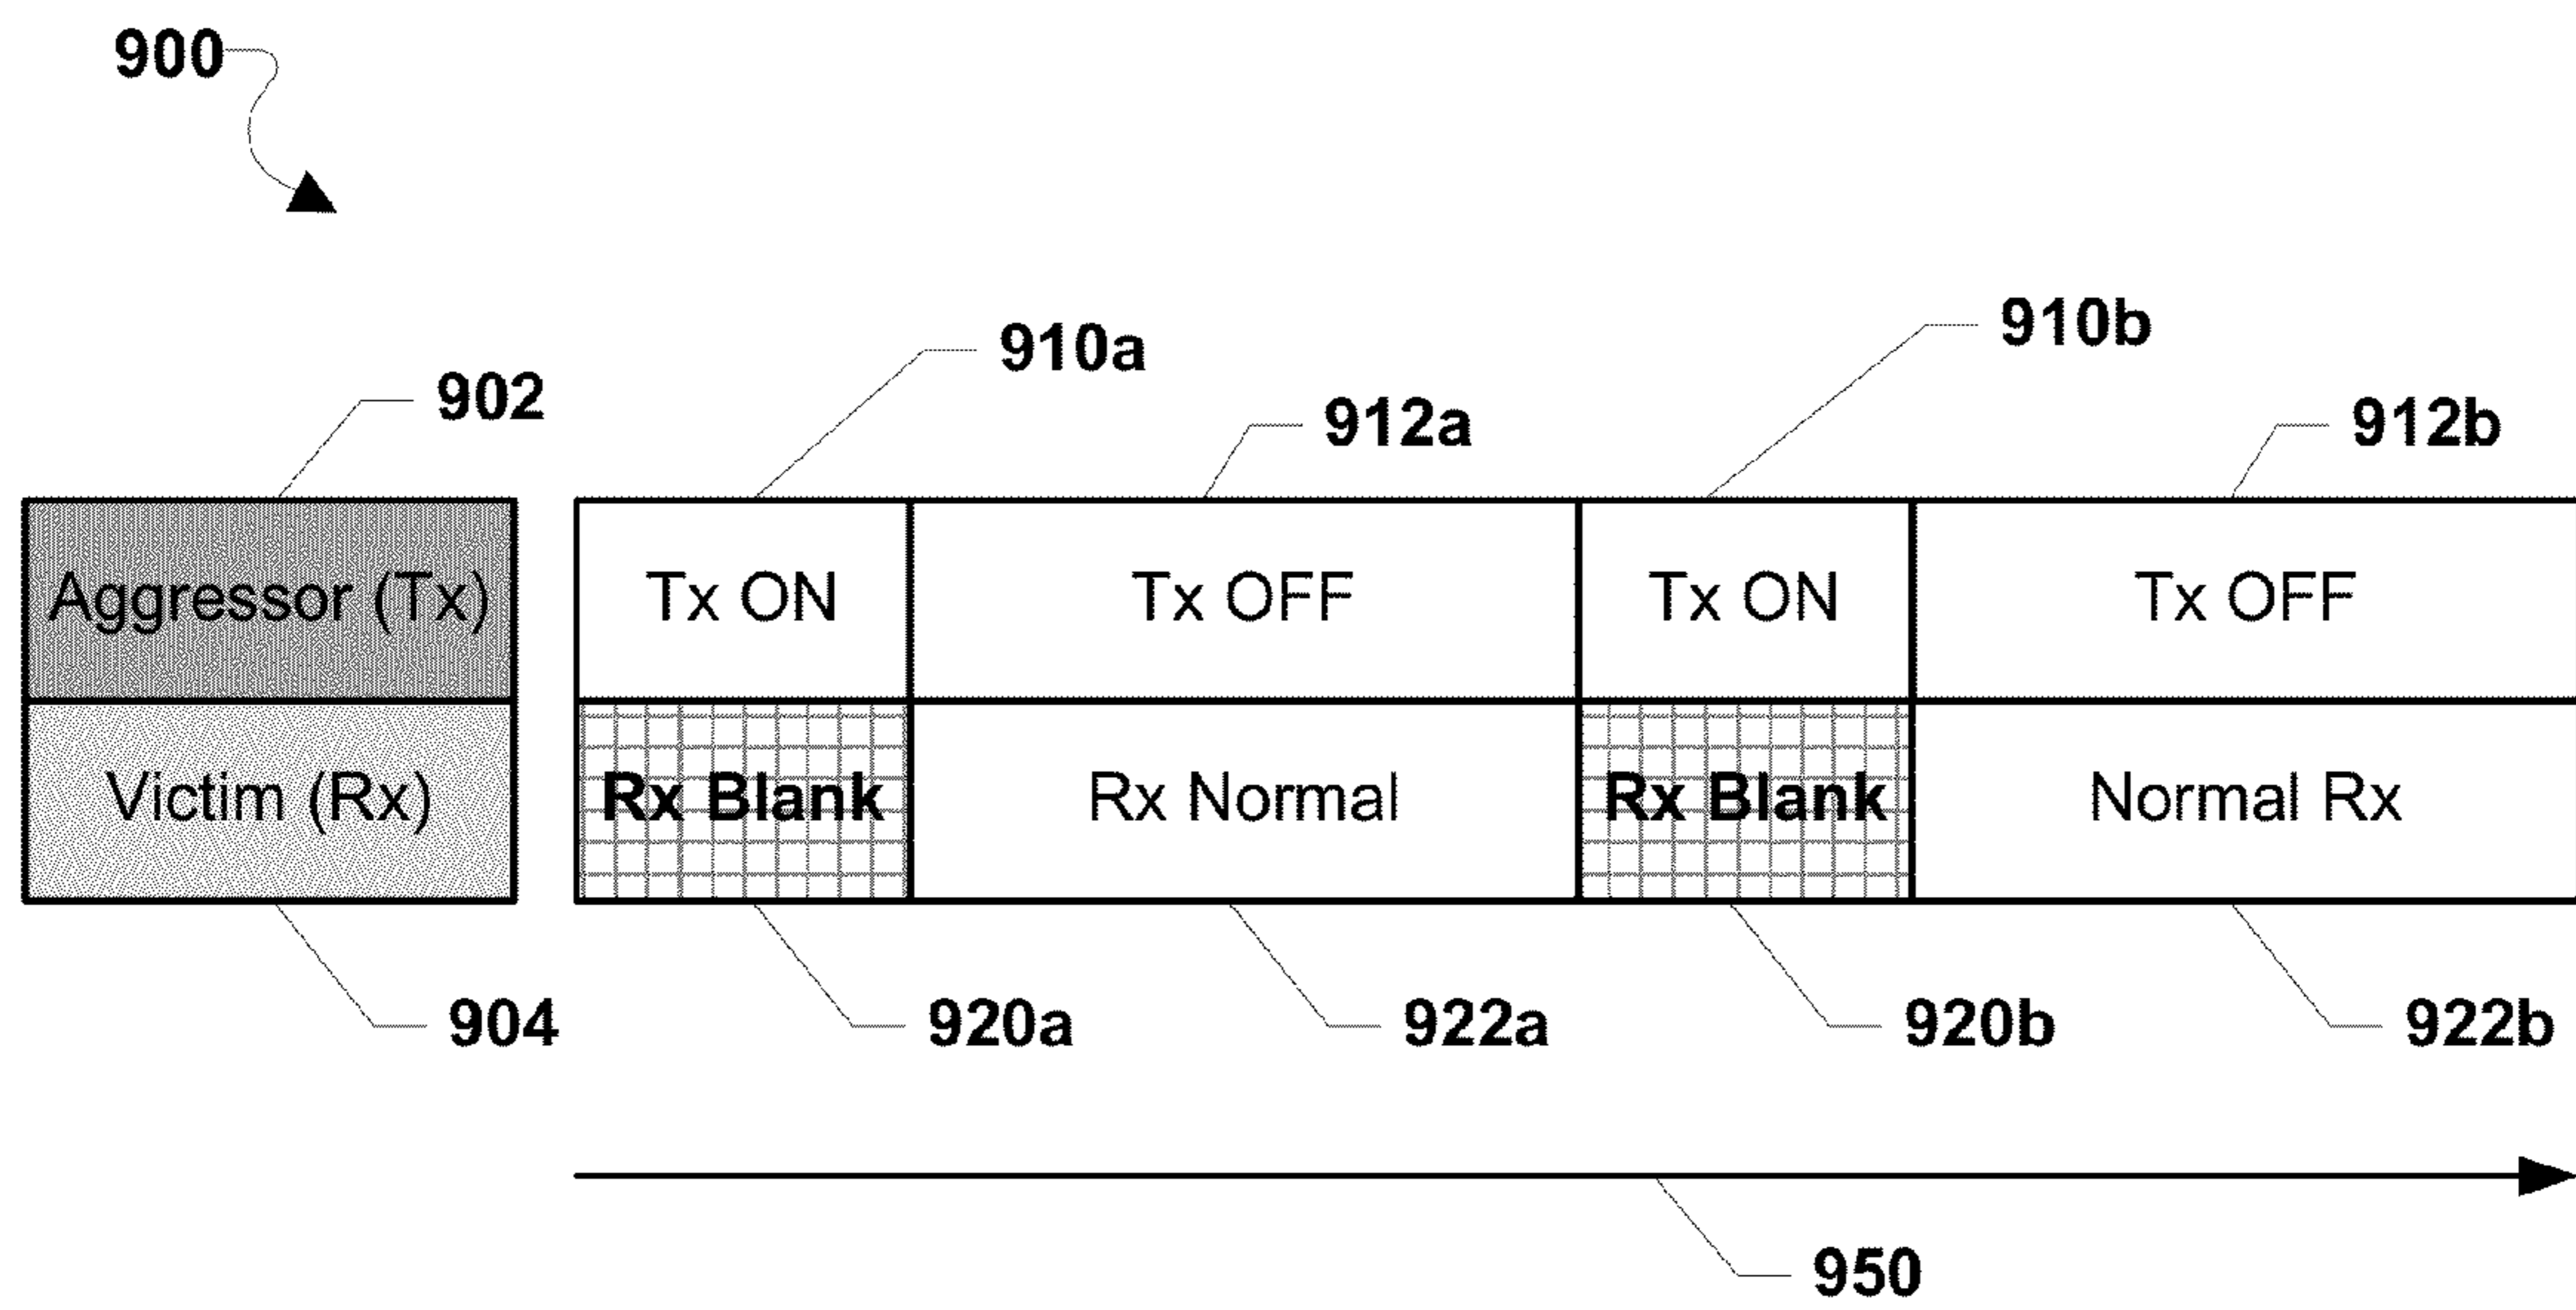 900
910b
910a
902
912a
912b
Aggressor (Tx) Tx ON Tx OFF Tx ON Tx OFF
Victim (Rx) Rx Blank Rx Normal Rx Blank Normal Rx
904 920a 922a 920b 922b
950